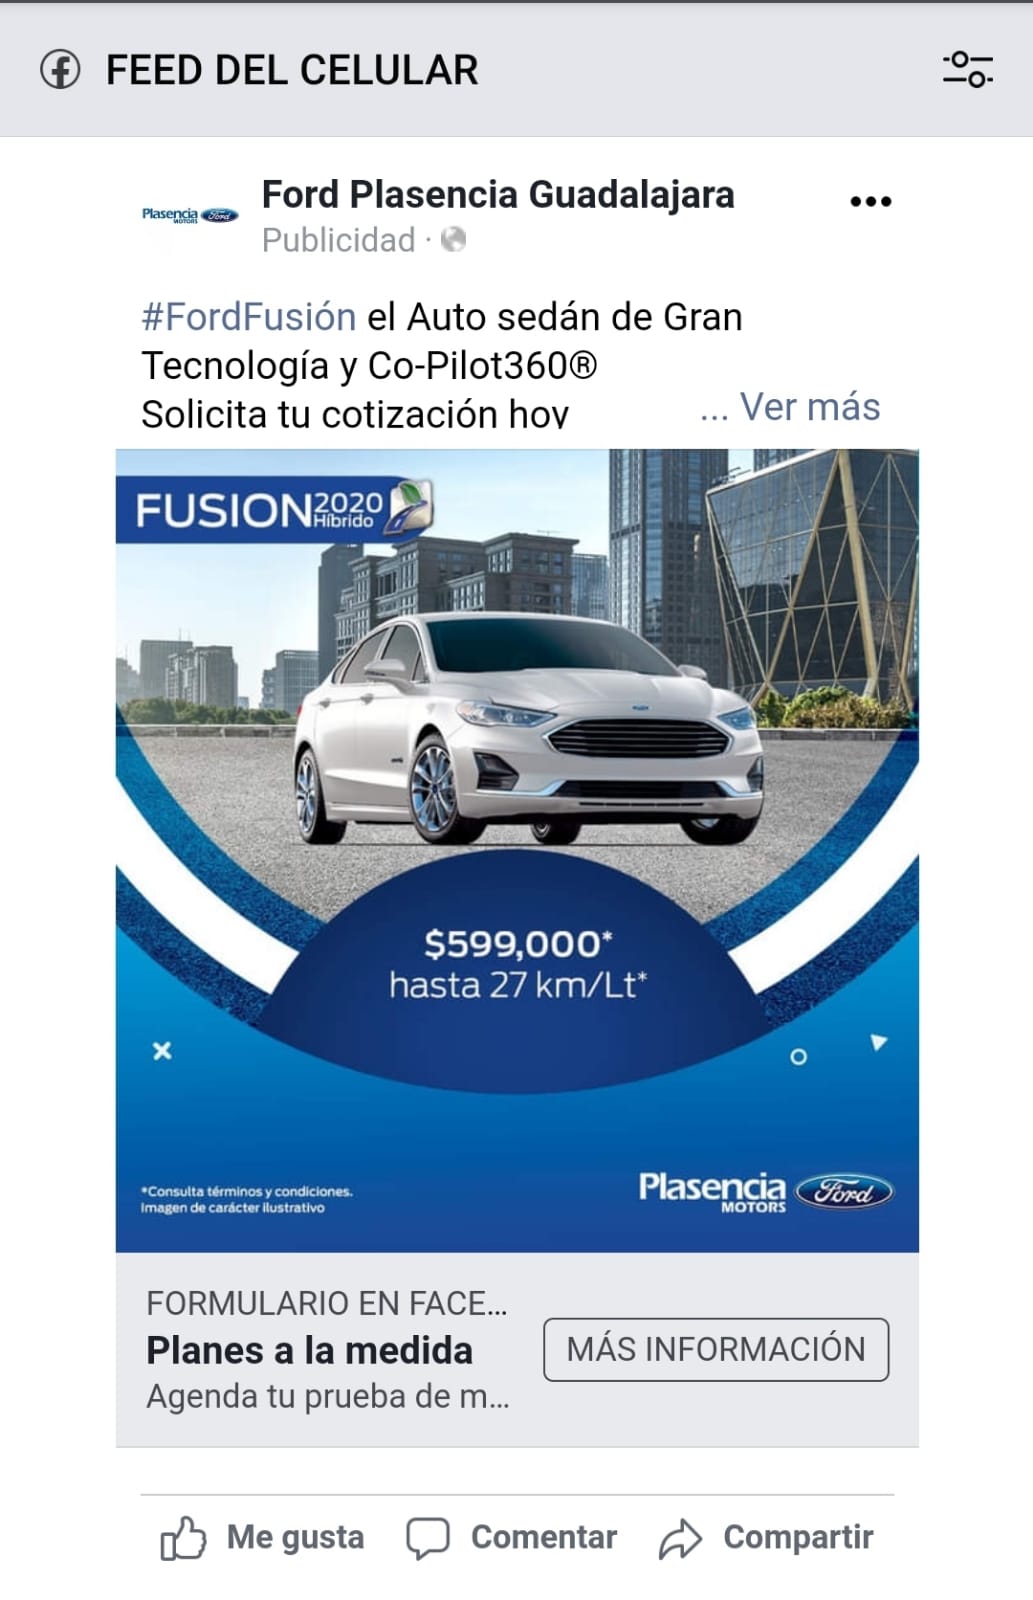 FEED DEL CELULAR
Plasencia MOTORS Ford
Ford Plasencia Guadalajara
Publicidad ·
#FordFusión el Auto sedán de Gran
Tecnología y Co-Pilot360®
Solicita tu cotización hoy
... Ver más
FUSION 2020
Híbrido
$599,000*
hasta 27 km/Lt*
*Consulta términos y condiciones.
Imagen de carácter ilustrativo
Plasencia
MOTORS
Ford
FORMULARIO EN FACE...
Planes a la medida
Agenda tu prueba de m...
MÁS INFORMACIÓN
Me gusta Comentar Compartir